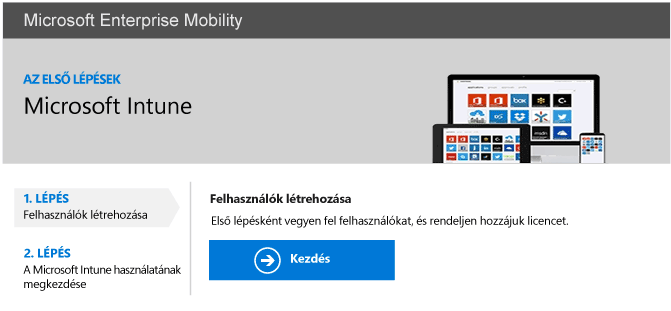 Microsoft Enterprise Mobility
AZ ELSŐ LÉPÉSEK
Microsoft Intune
box
1. LÉPÉS
Felhasználók létrehozása
2. LÉPÉS
A Microsoft Intune használatának
megkezdése
Felhasználók létrehozása
Első lépésként vegyen fel felhasználókat, és rendeljen hozzájuk licencet.
Kezdés